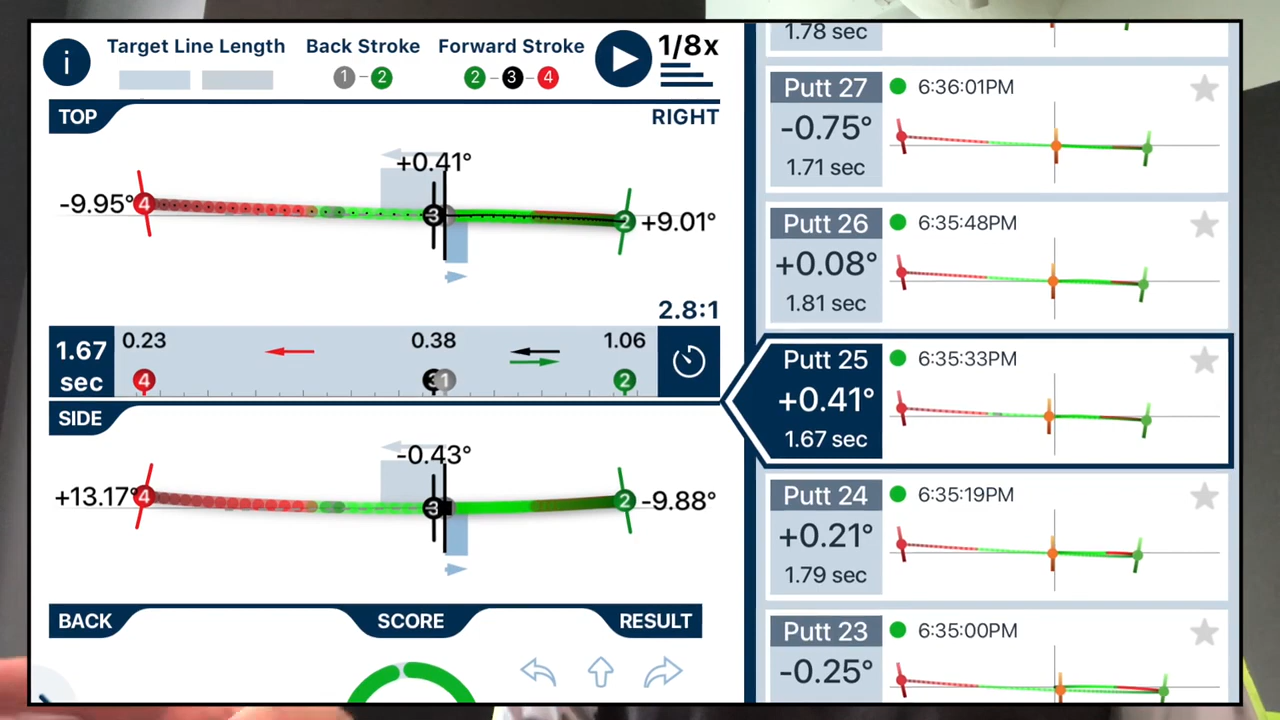 i
Target Line Length
Back Stroke
Forward Stroke
1 - 2
2 - 3 - 4
1/8x
TOP
RIGHT
+0.41°
-9.95°
4
3
2
+9.01°
2.8:1
1.67
sec
0.23
0.38
1.06
4
3
1
2
SIDE
-0.43°
+13.17°
4
3
2
-9.88°
BACK
SCORE
RESULT
1.78 sec
Putt 27
6:36:01PM
-0.75°
1.71 sec
Putt 26
6:35:48PM
+0.08°
1.81 sec
Putt 25
6:35:33PM
+0.41°
1.67 sec
Putt 24
6:35:19PM
+0.21°
1.79 sec
Putt 23
6:35:00PM
-0.25°